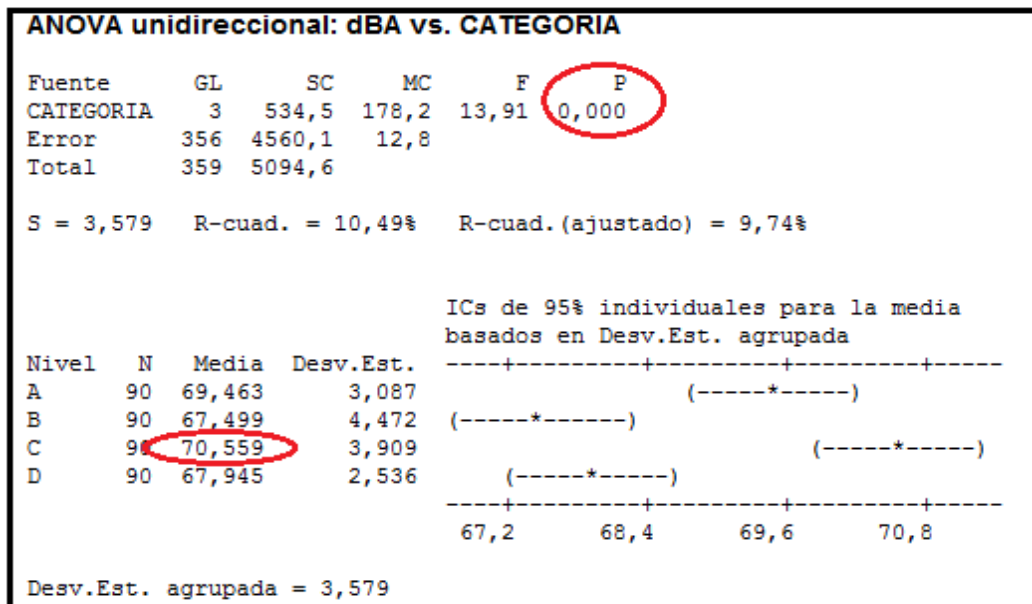 ANOVA unidireccional: dBA vs. CATEGORIA
Fuente GL SC MC F P
CATEGORIA 3 534,5 178,2 13,91 0,000
Error 356 4560,1 12,8
Total 359 5094,6
S = 3,579 R-cuad. = 10,49% R-cuad.(ajustado) = 9,74%
ICs de 95% individuales para la media
basados en Desv.Est. agrupada
Nivel N Media Desv.Est. ----+---------+---------+---------+-----
A 90 69,463 3,087 (-----*-----)
B 90 67,499 4,472 (-----*------)
C 90 70,559 3,909 (-----*-----)
D 90 67,945 2,536 (-----*-----)
----+---------+---------+---------+-----
67,2 68,4 69,6 70,8
Desv.Est. agrupada = 3,579